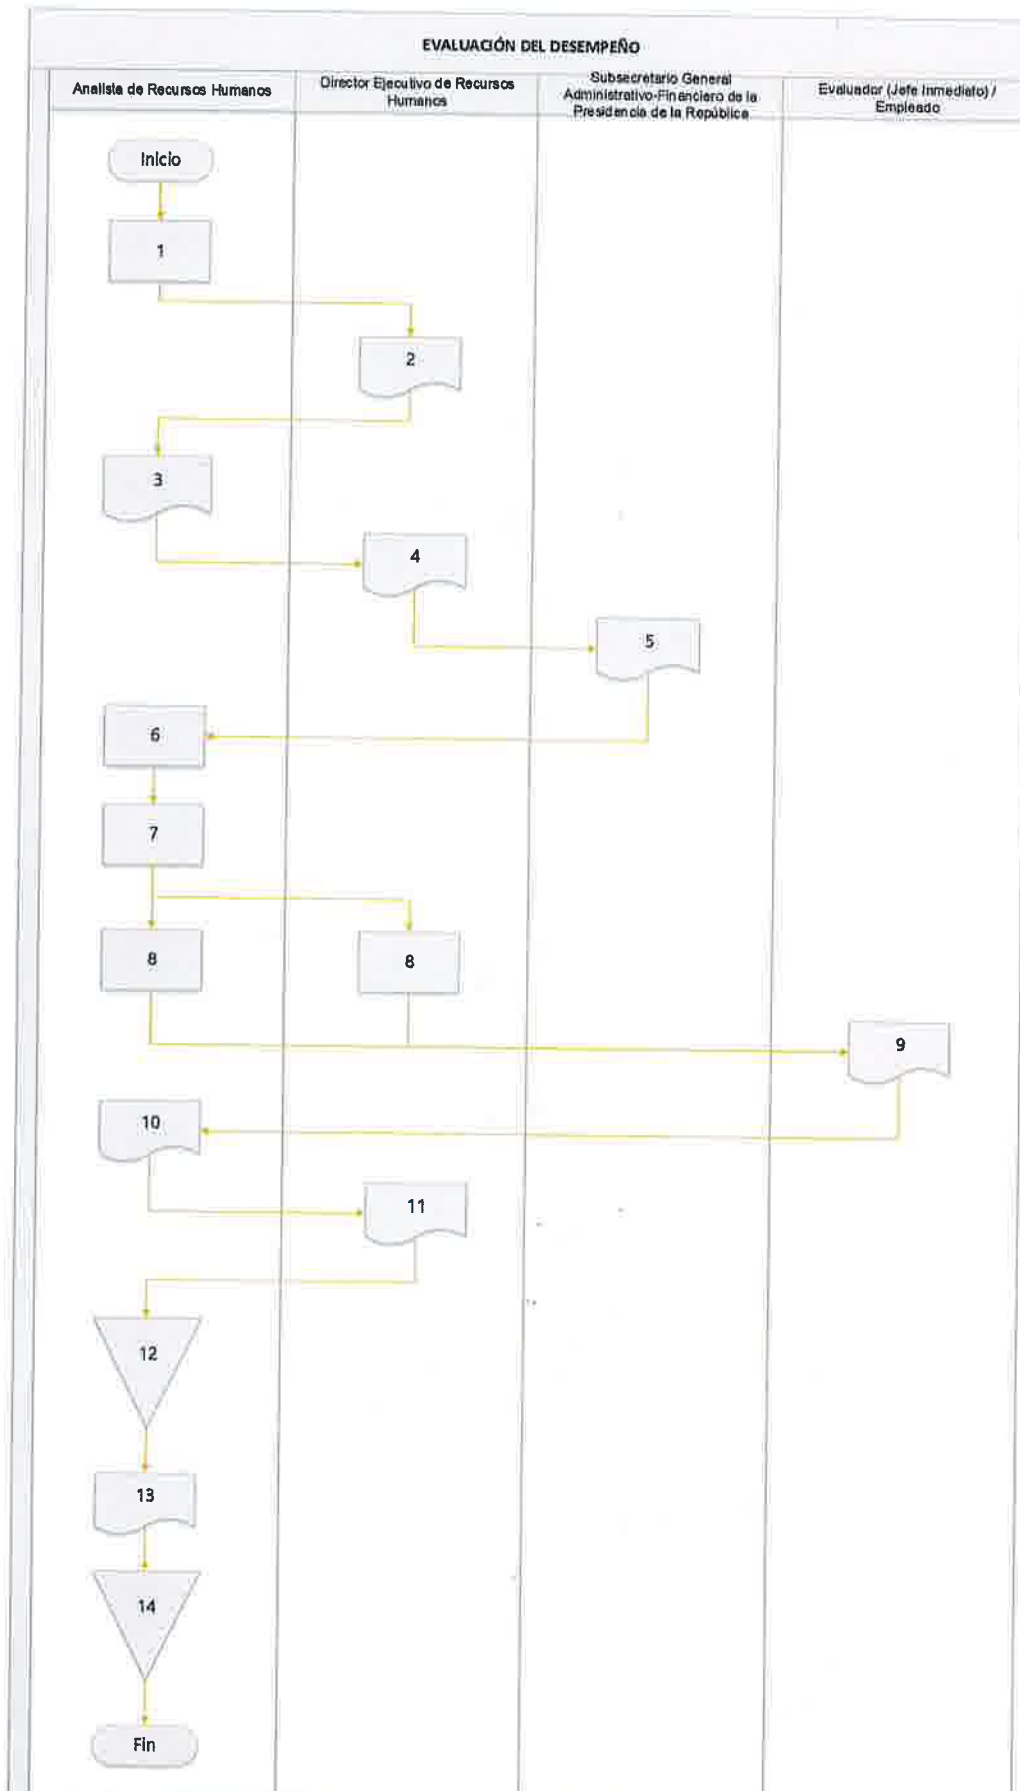 EVALUACIÓN DEL DESEMPEÑO
Analista de Recursos Humanos
Director Ejecutivo de Recursos
Humanos
Subsecretario General
Administrativo-Financiero de la
Presidencia de la República
Evaluador (Jefe Inmediato) /
Empleado
Inicio
1
2
3
4
5
6
7
8
8
9
10
11
12
13
14
Fin